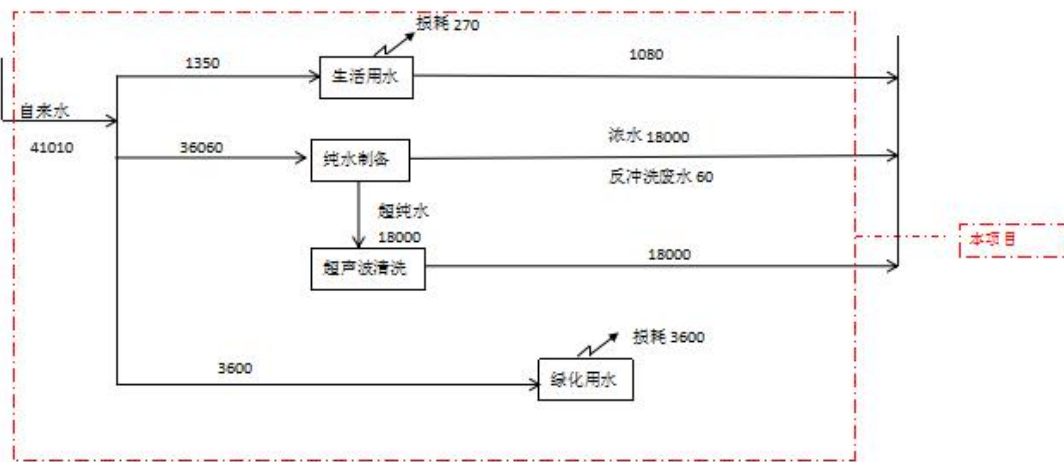 损耗 270
1350
生活用水
1080
自来水
41010
36060
纯水制备
浓水 18000
反冲洗废水 60
超纯水
18000
超声波清洗
18000
本项目
损耗 3600
3600
绿化用水